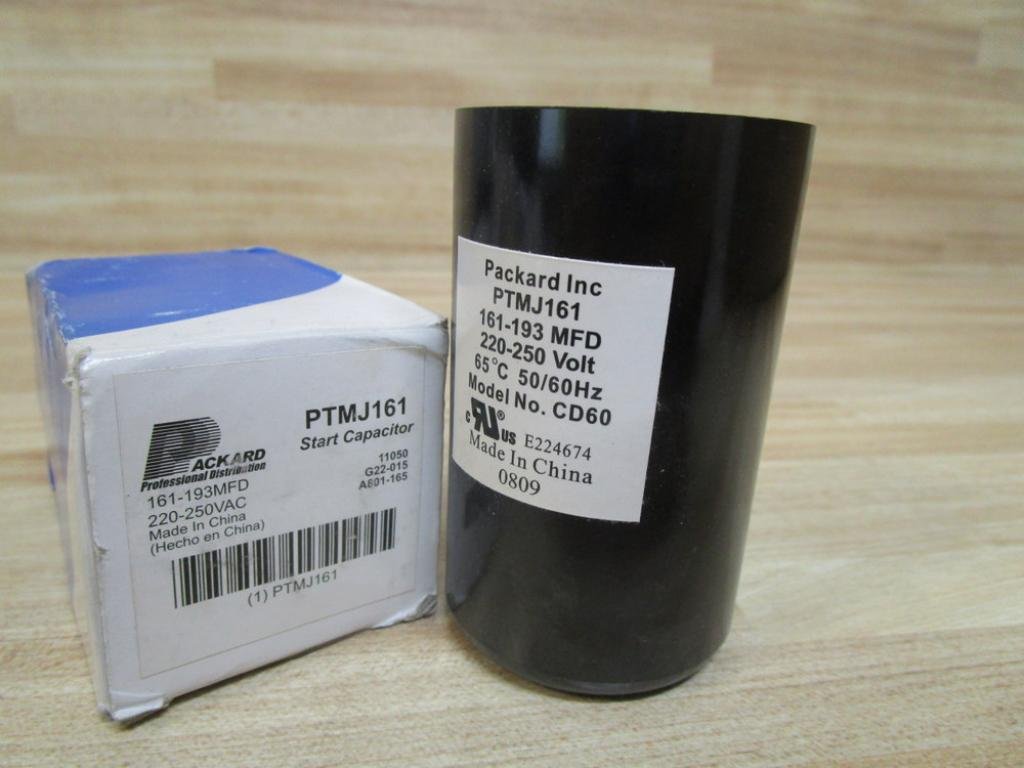 PACKARD
Professional Distribution
PTMJ161
Start Capacitor
11050
G22-015
A801-165
161-193MFD
220-250VAC
Made In China
(Hecho en China)
(1) PTMJ161
Packard Inc
PTMJ161
161-193 MFD
220-250 Volt
65°C 50/60Hz
Model No. CD60
c RU ® US E224674
Made In China
0809